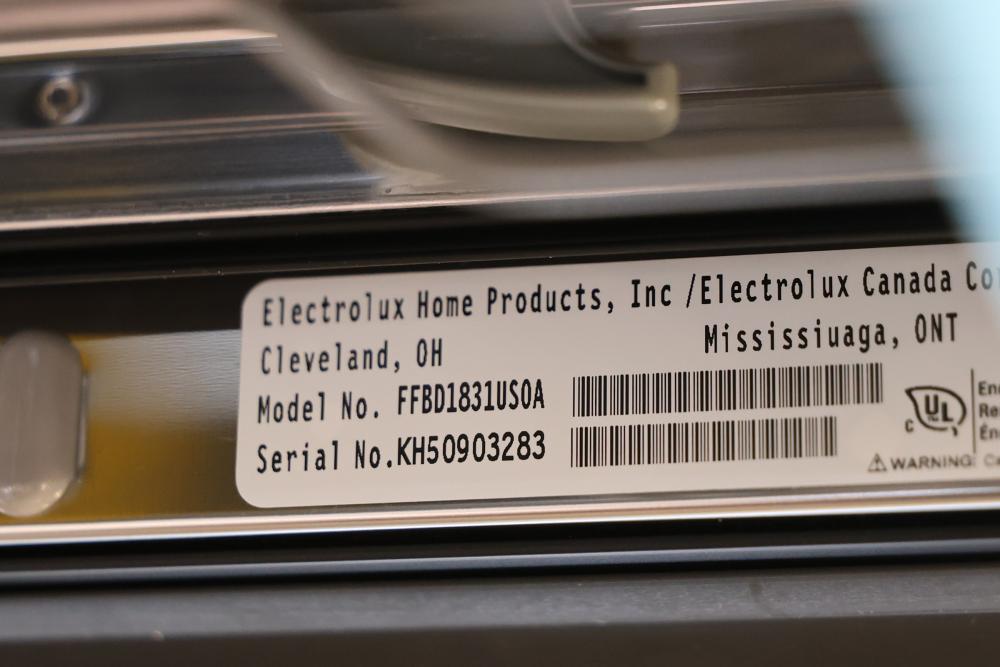 Electrolux Home Products, Inc /Electrolux Canada
Cleveland, OH Mississiuaga, ONT
Model No. FFBD1831US0A
Serial No.KH50903283
C UL
WARNING